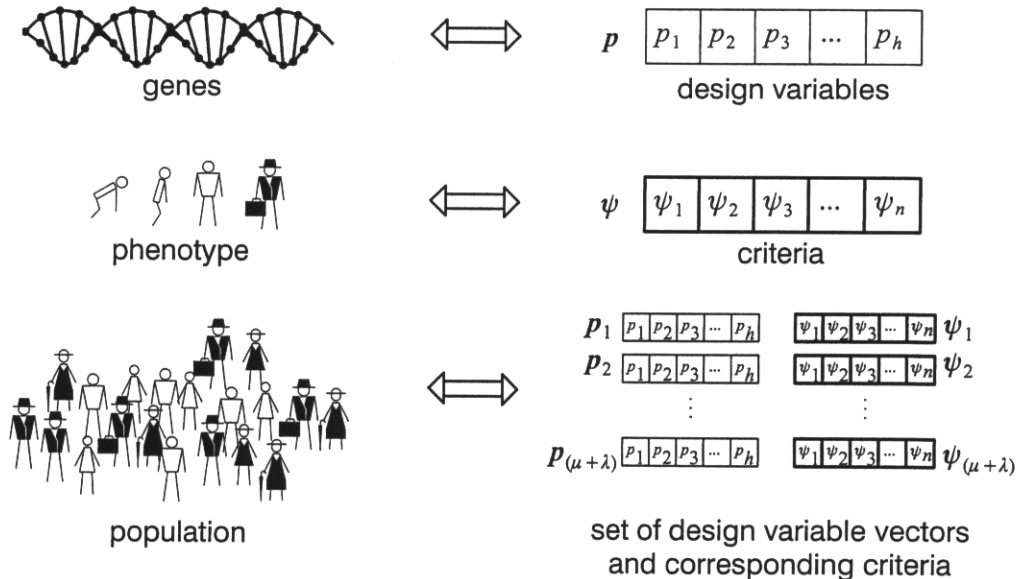 p p1 p2 p3 ... ph
genes design variables
ψ ψ1 ψ2 ψ3 ... ψn
phenotype criteria
p1 p1 p2 p3 ... ph ψ1 ψ2 ψ3 ... ψn ψ1
p2 p1 p2 p3 ... ph ψ1 ψ2 ψ3 ... ψn ψ2
⋮ ⋮
p(μ+λ) p1 p2 p3 ... ph ψ1 ψ2 ψ3 ... ψn ψ(μ+λ)
population set of design variable vectors
and corresponding criteria